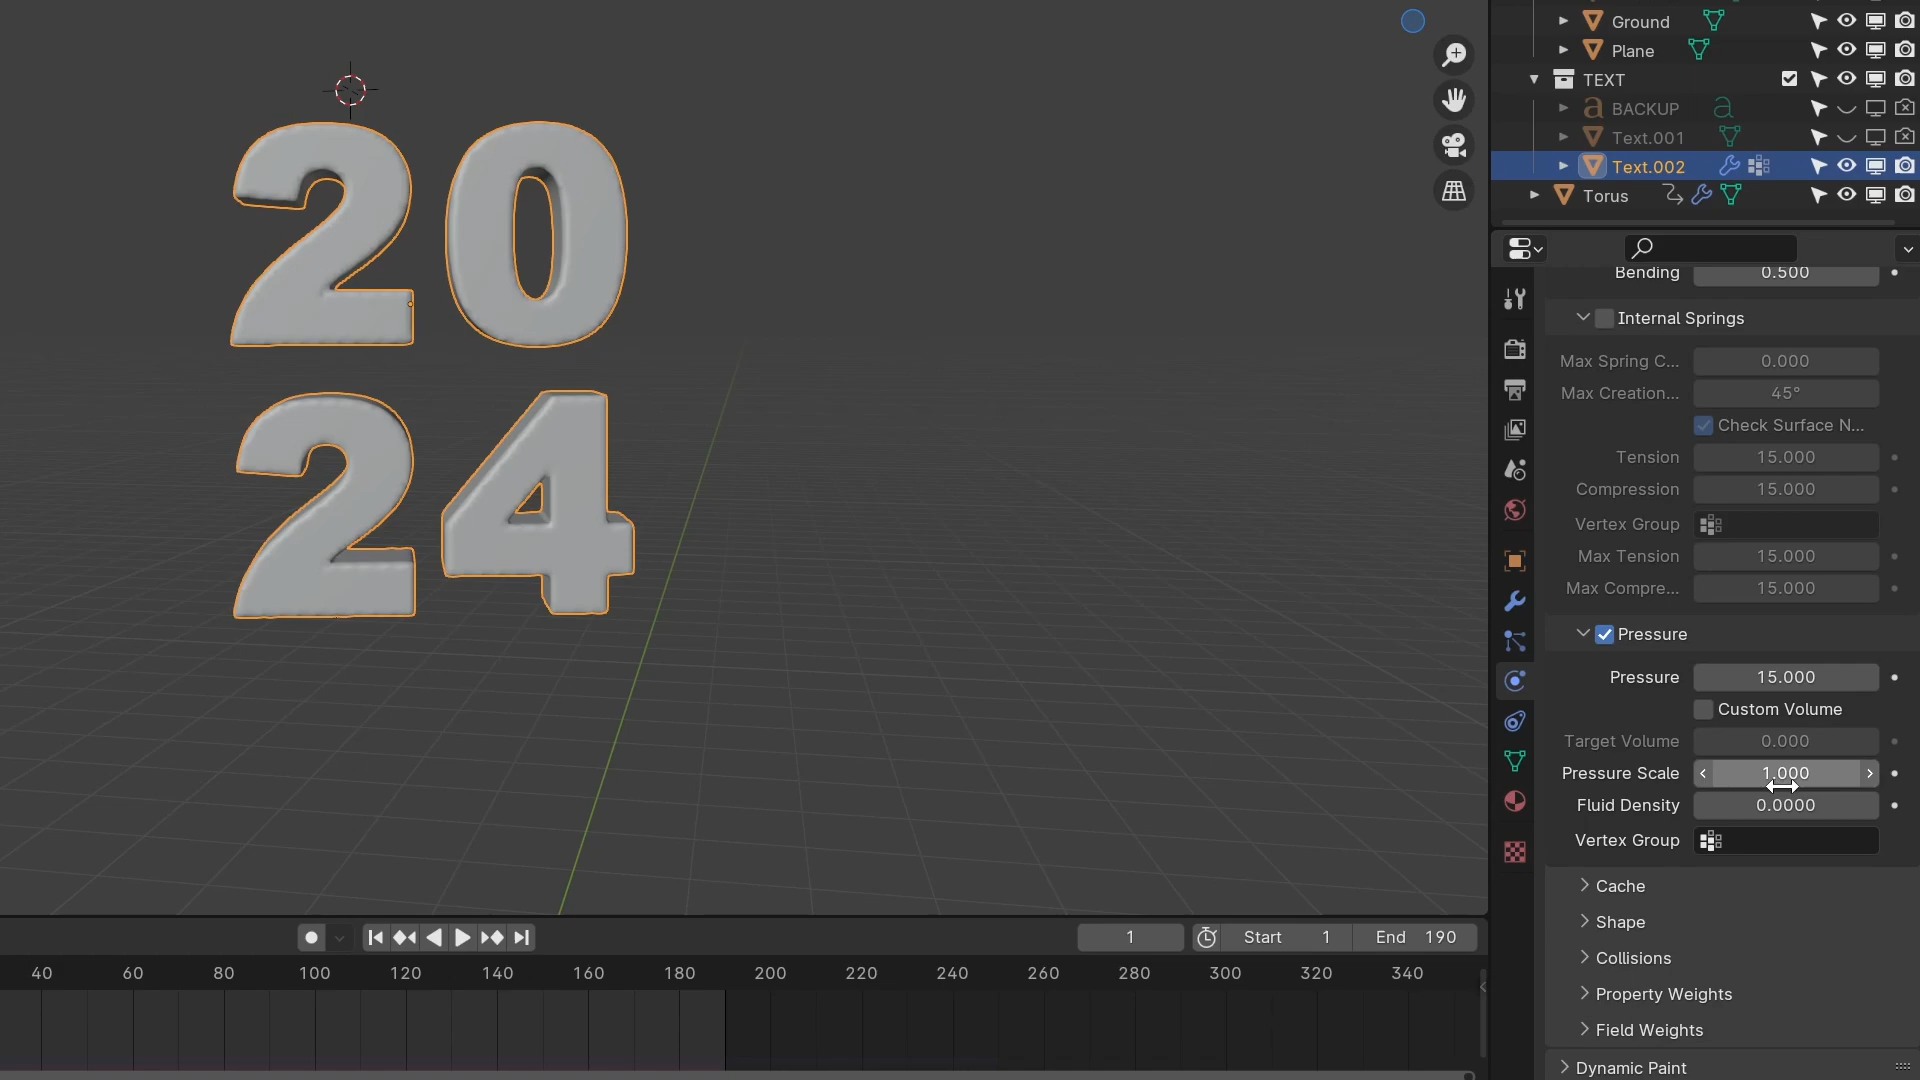 20
24
Ground
Plane
TEXT
BACKUP
Text.001
Text.002
Torus
Bending 0.500
Internal Springs
Max Spring C... 0.000
Max Creation... 45°
Check Surface N...
Tension 15.000
Compression 15.000
Vertex Group
Max Tension 15.000
Max Compre... 15.000
Pressure
Pressure 15.000
Custom Volume
Target Volume 0.000
Pressure Scale 1.000
Fluid Density 0.0000
Vertex Group
Cache
Shape
Collisions
Property Weights
Field Weights
Dynamic Paint
1 Start 1 End 190
40 60 80 100 120 140 160 180 200 220 240 260 280 300 320 340